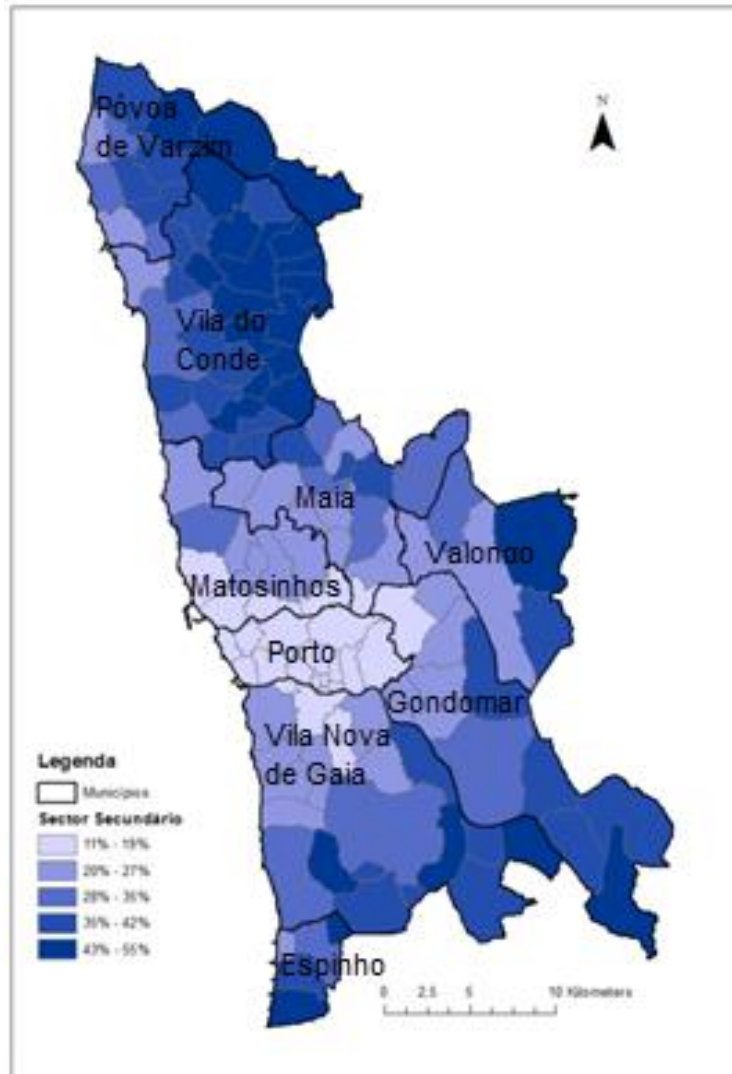 Póvoa
de Varzim
N
Vila do
Conde
Maia
Valongo
Matosinhos
Porto
Gondomar
Vila Nova
de Gaia
Legenda
Municípios
Sector Secundário
11% - 19%
20% - 27%
28% - 35%
36% - 42%
43% - 55%
Espinho
0 2.5 5 10 Kilometers